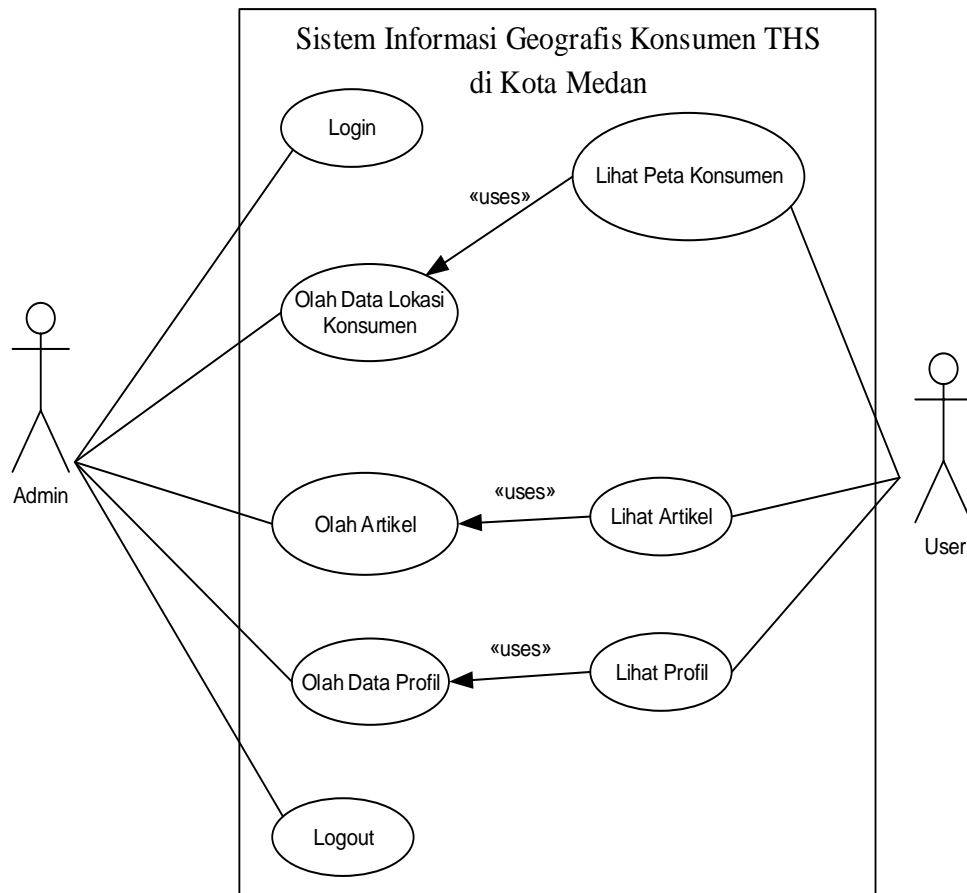 Sistem Informasi Geografis Konsumen THS
di Kota Medan
Login
Lihat Peta Konsumen
«uses»
Olah Data Lokasi
Konsumen
Admin
«uses»
Olah Artikel
Lihat Artikel
User
«uses»
Olah Data Profil
Lihat Profil
Logout